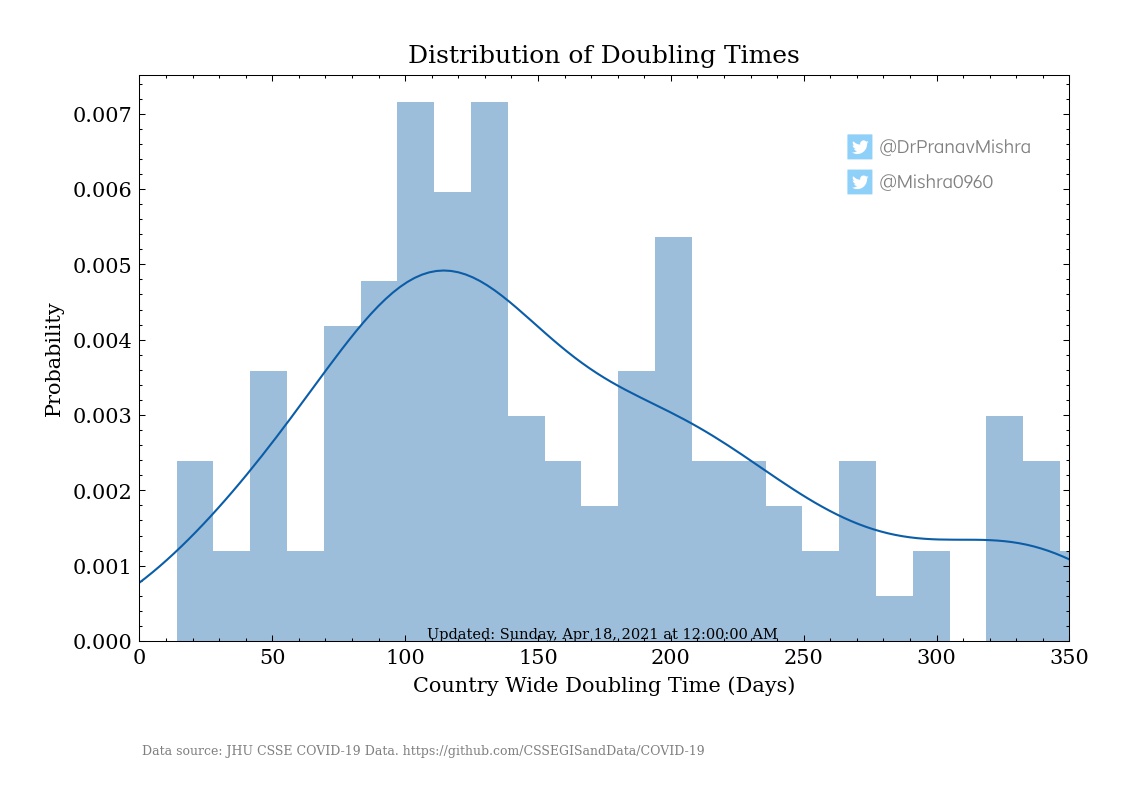 Distribution of Doubling Times
@DrPranavMishra
@Mishra0960
Probability
0.007
0.006
0.005
0.004
0.003
0.002
0.001
0.000
Updated: Sunday, Apr 18, 2021 at 12:00:00 AM
0 50 100 150 200 250 300 350
Country Wide Doubling Time (Days)
Data source: JHU CSSE COVID-19 Data. https://github.com/CSSEGISandData/COVID-19